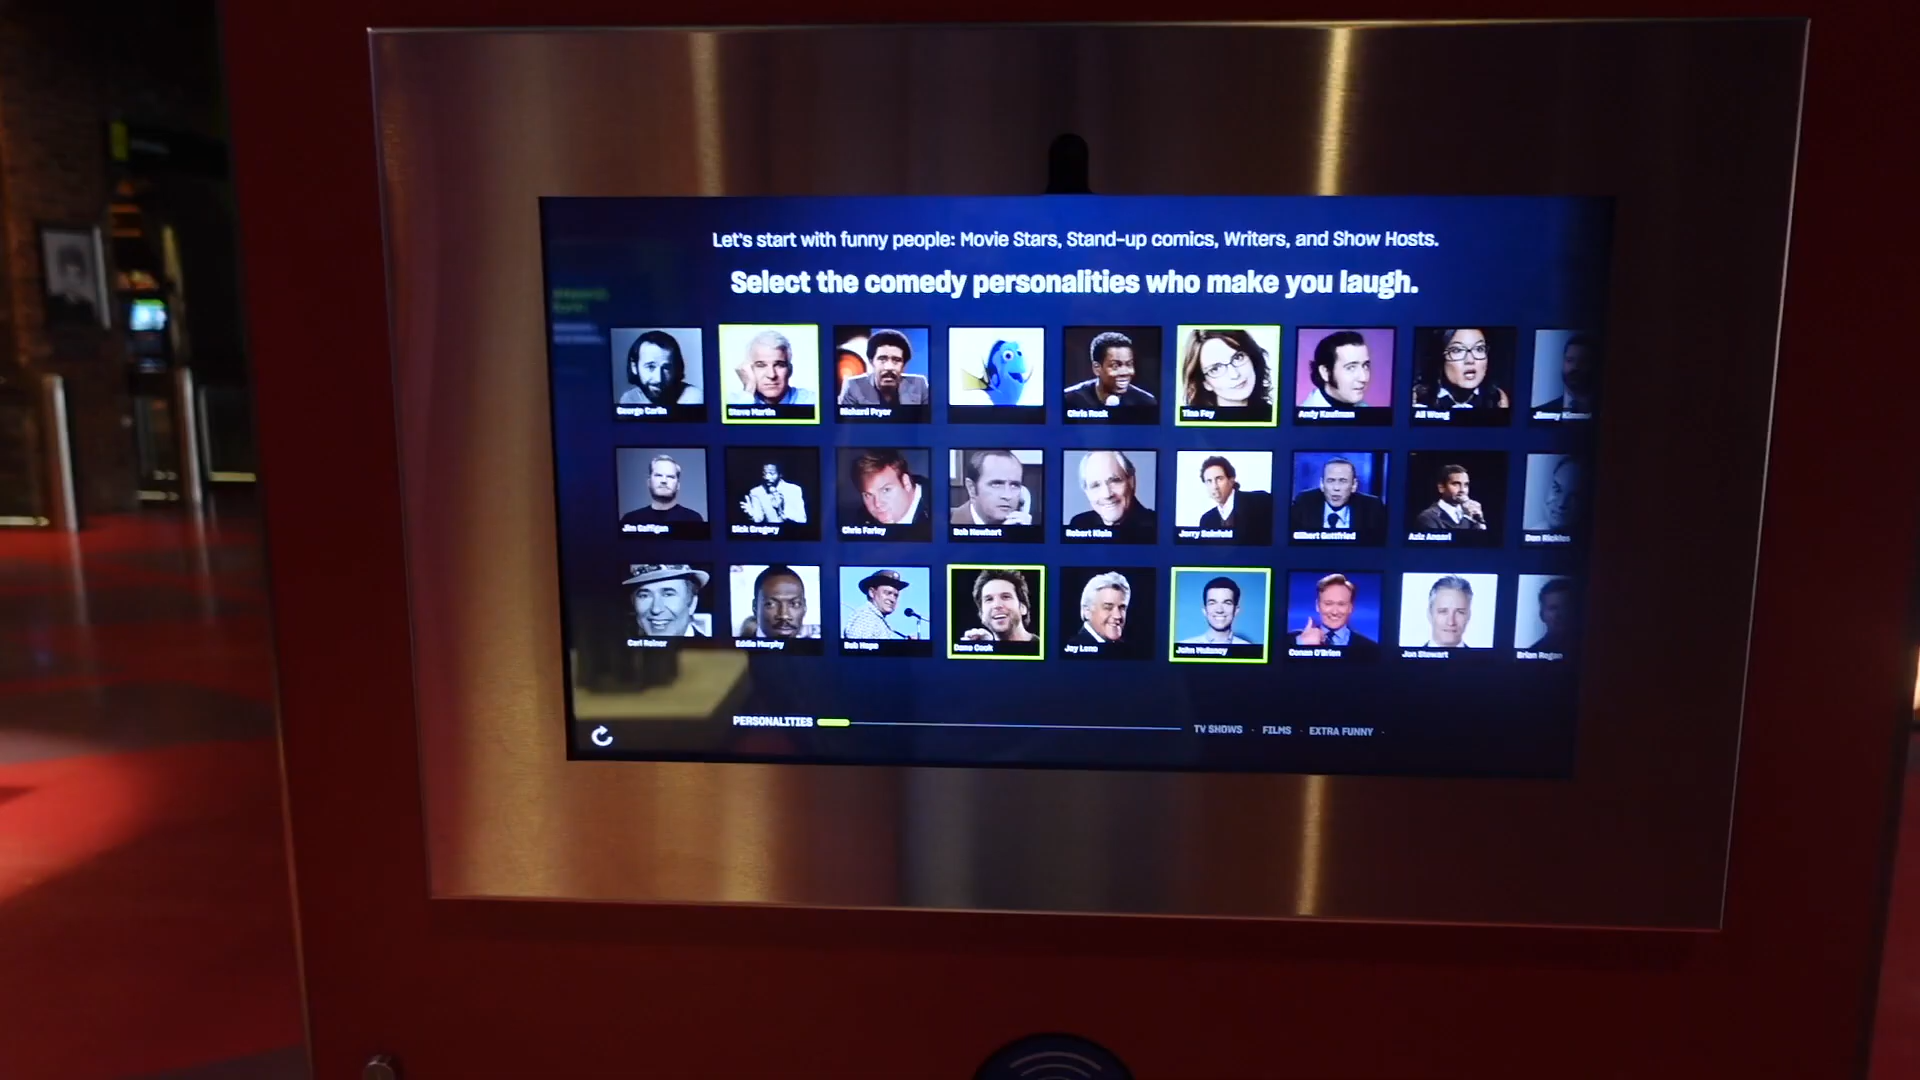 Let's start with funny people: Movie Stars, Stand-up comics, Writers, and Show Hosts.
Select the comedy personalities who make you laugh.
George Carlin
Steve Martin
Richard Pryor
Chris Rock
Tina Fey
Andy Kaufman
Ali Wong
Jimmy Kimmel
Jim Gaffigan
Dick Gregory
Chris Farley
Bob Newhart
Robert Klein
Jerry Seinfeld
Gilbert Gottfried
Aziz Ansari
Don Rickles
Carl Reiner
Eddie Murphy
Bob Hope
Dane Cook
Jay Leno
John Mulaney
Conan O'Brien
Jon Stewart
Brian Regan
PERSONALITIES
TV SHOWS · FILMS · EXTRA FUNNY ·